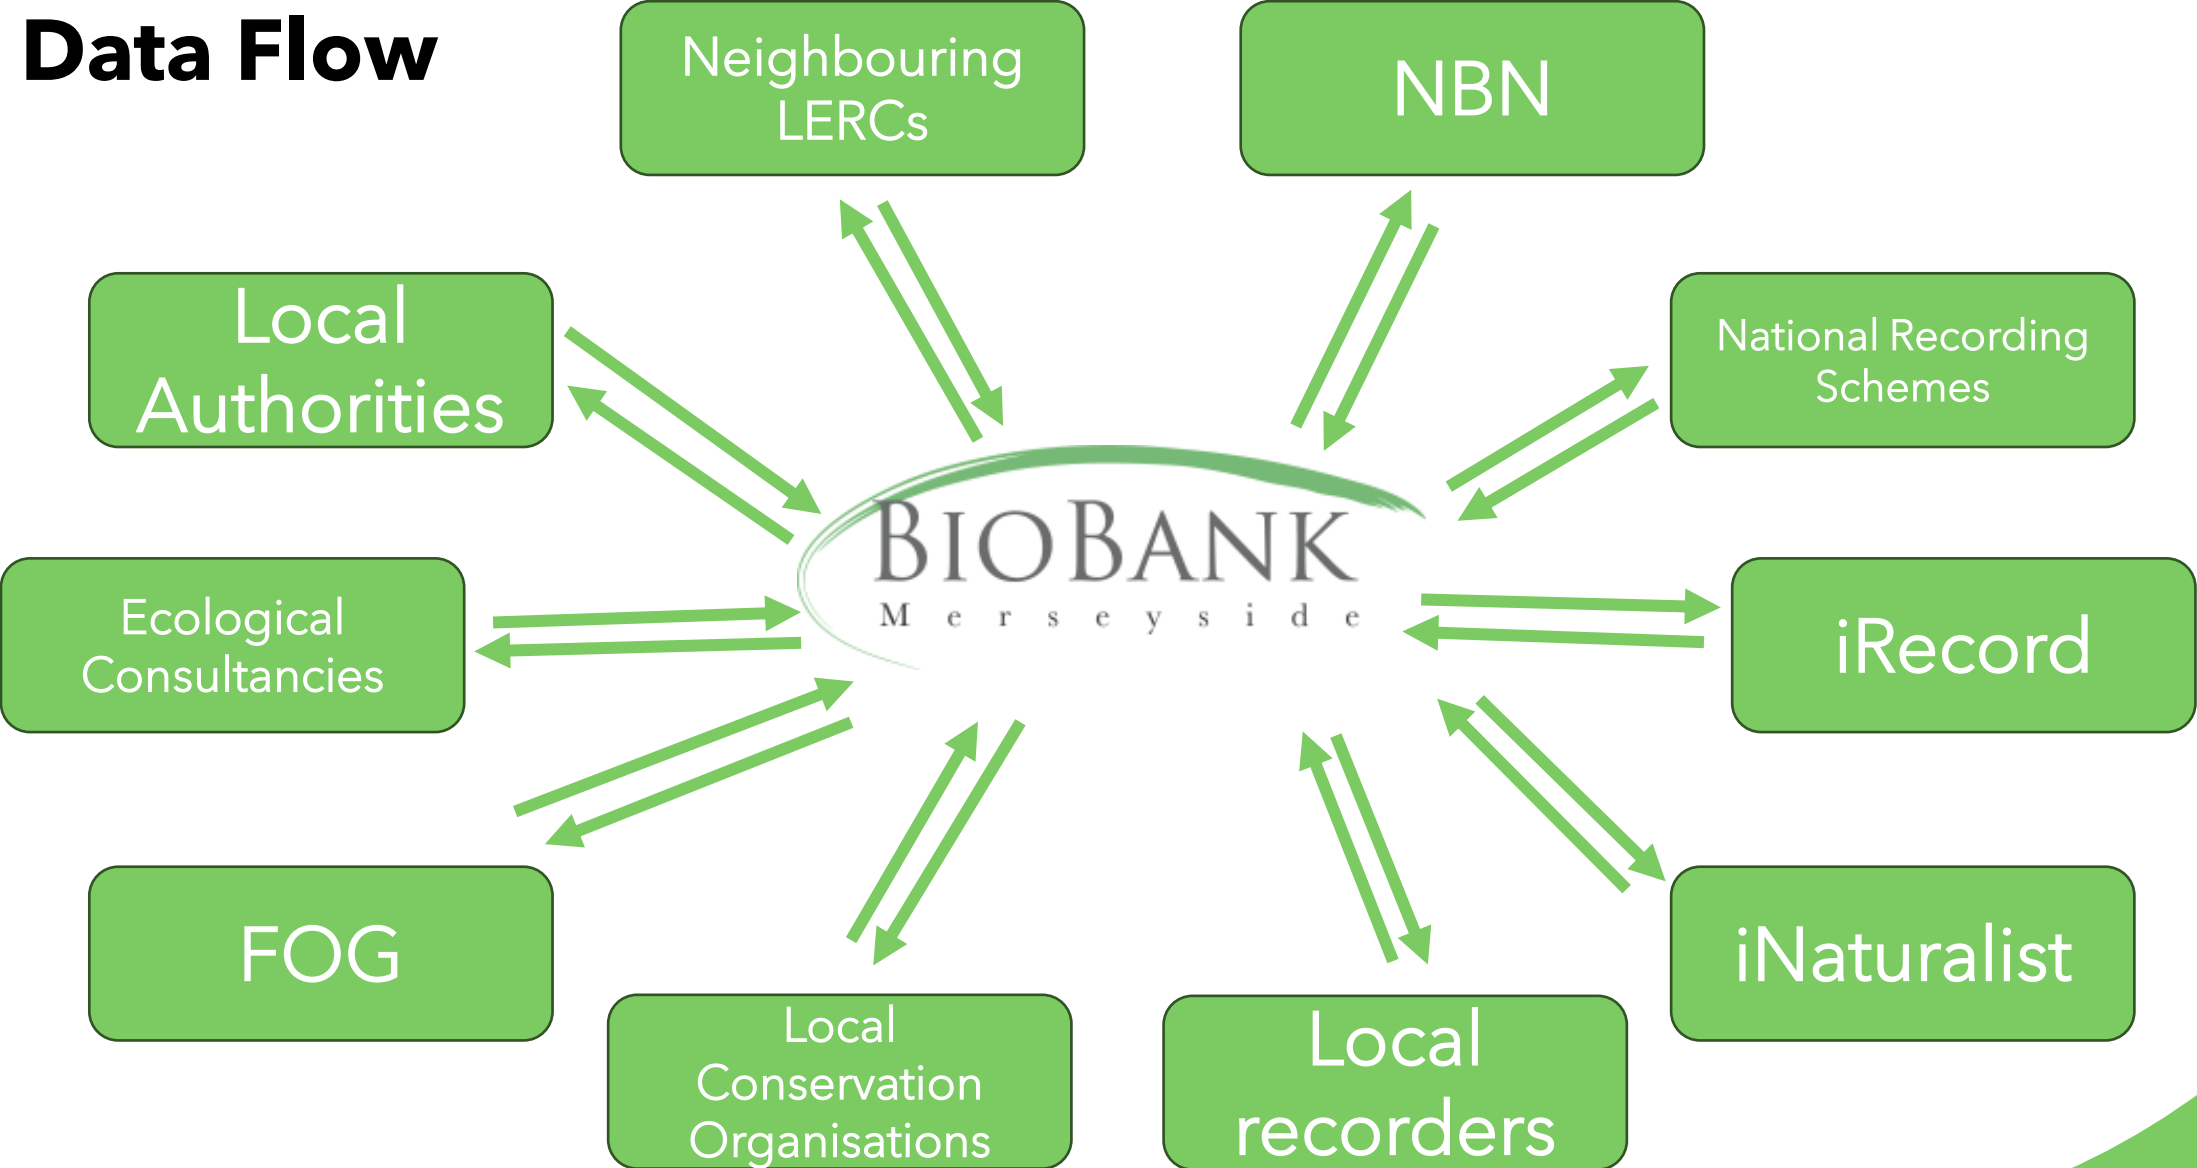 Data Flow
Neighbouring
LERCs
NBN
Local
Authorities
National Recording
Schemes
BIOBANK
Merseyside
Ecological
Consultancies
iRecord
FOG
iNaturalist
Local
Conservation
Organisations
Local
recorders